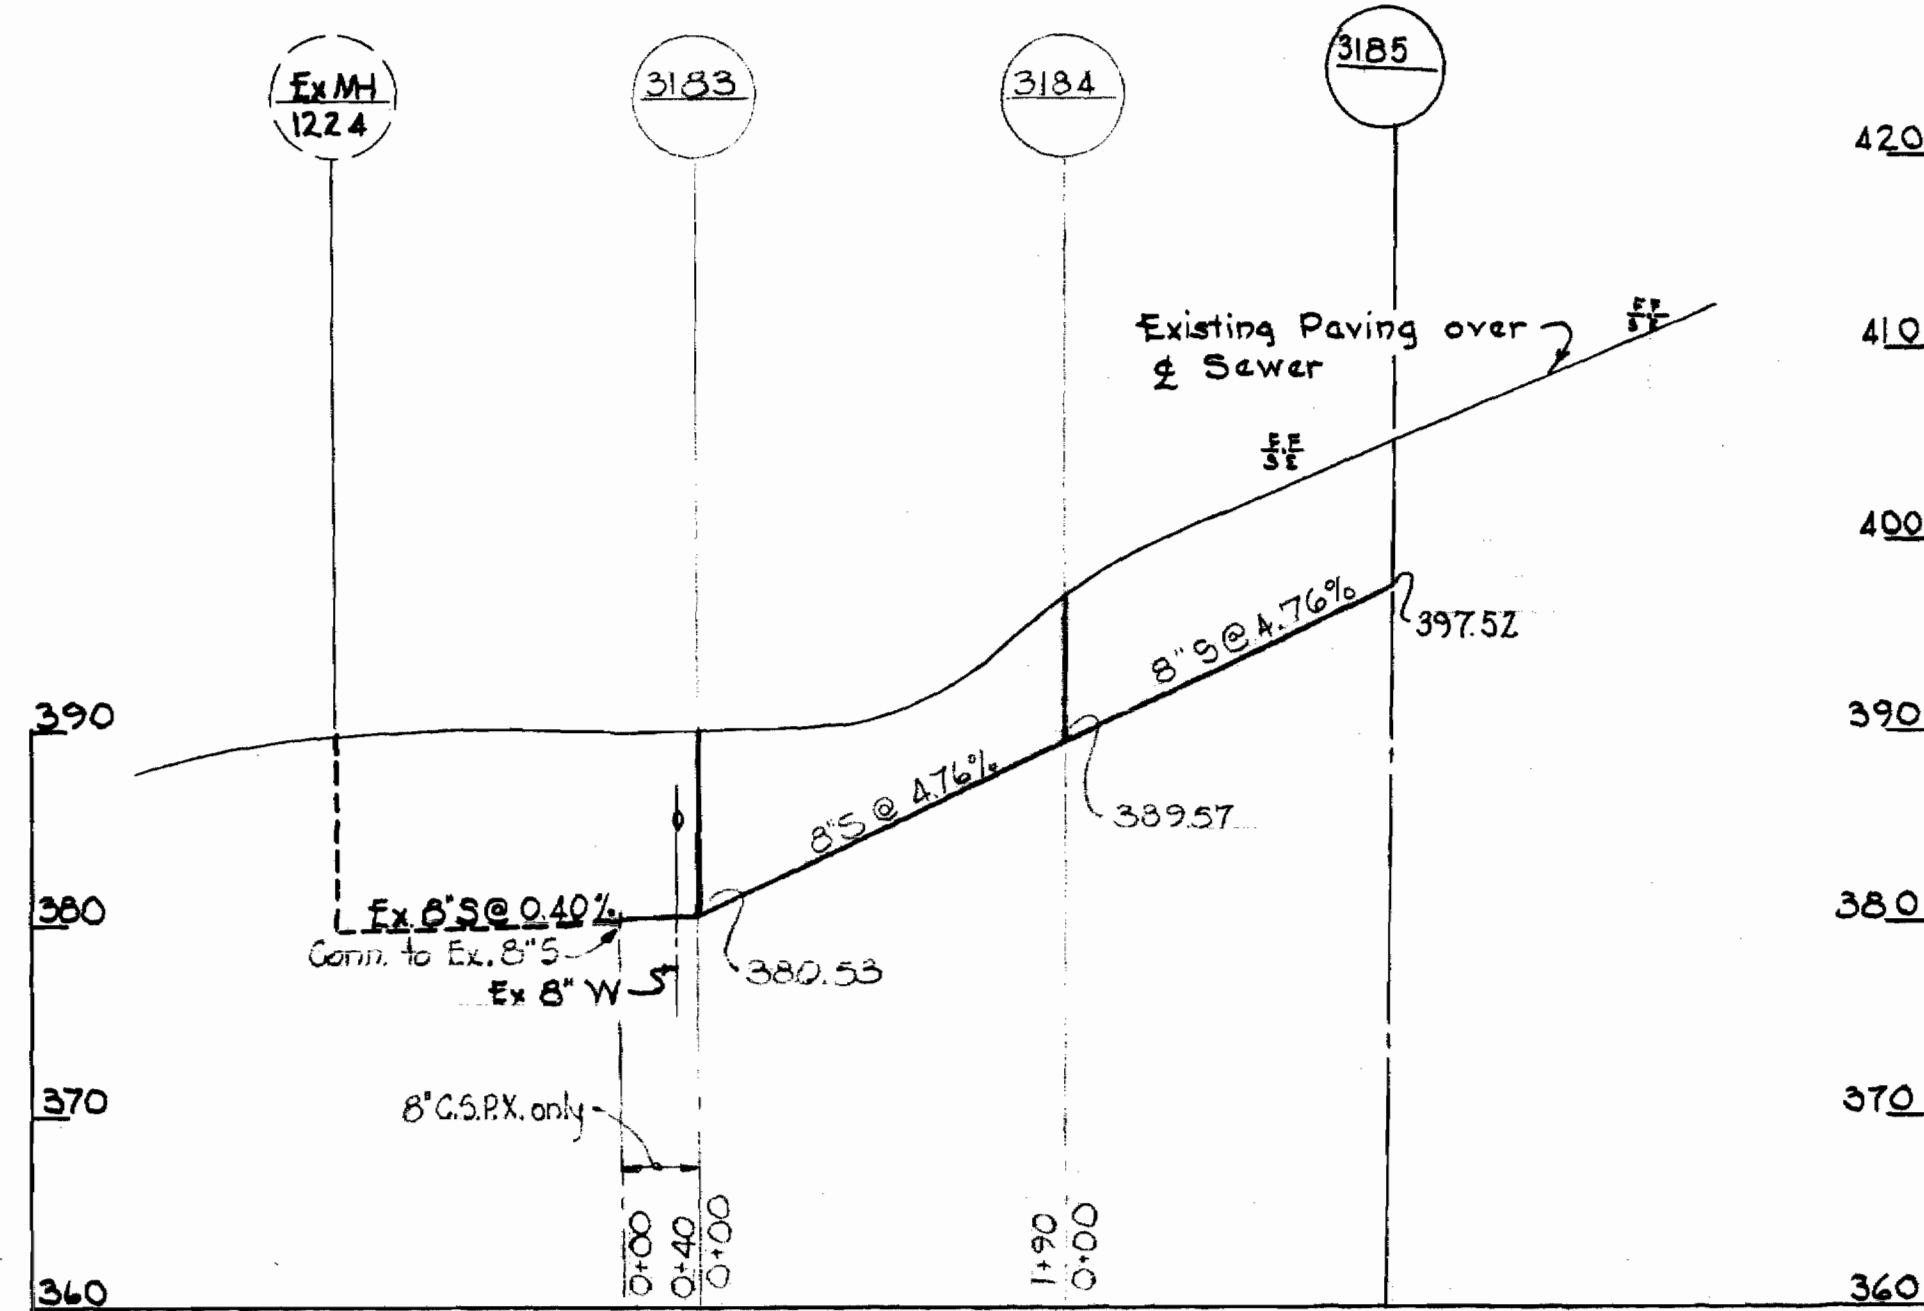 Ex MH
1224
3183
3184
3185
420
Existing Paving over
℄ Sewer
F F
S E
410
F F
S E
400
8" S @ 4.76%
397.52
390
390
8" S @ 4.76%
389.57
380
Ex. 8" S @ 0.40%
380
Conn. to Ex. 8" S
Ex 8" W
380.53
370
8" C.S.P.X. only
370
0+00
0+40
0+00
1+90
0+00
360
360